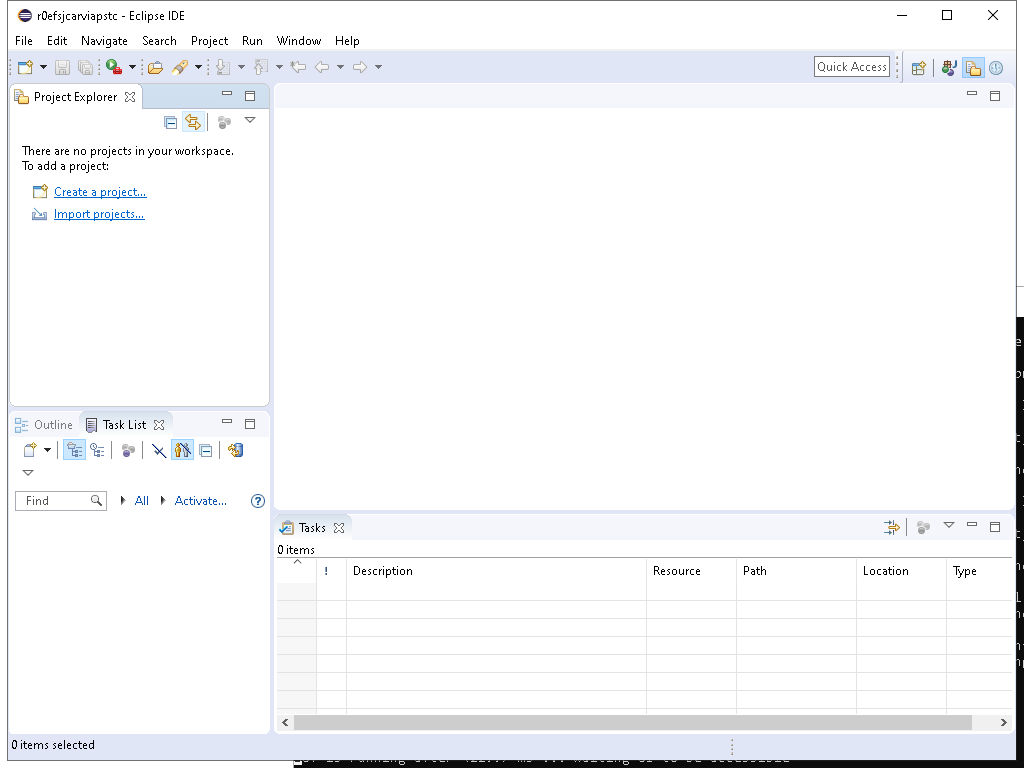 r0efsjcarviapstc - Eclipse IDE
File Edit Navigate Search Project Run Window Help
Quick Access
Project Explorer
There are no projects in your workspace.
To add a project:
Create a project...
Import projects...
Outline Task List
Find All Activate...
Tasks
0 items
! Description Resource Path Location Type
0 items selected